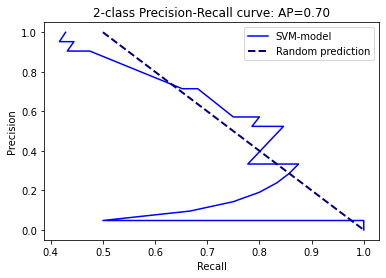 2-class Precision-Recall curve: AP=0.70
SVM-model
Random prediction
Precision
1.0
0.8
0.6
0.4
0.2
0.0
0.4 0.5 0.6 0.7 0.8 0.9 1.0
Recall